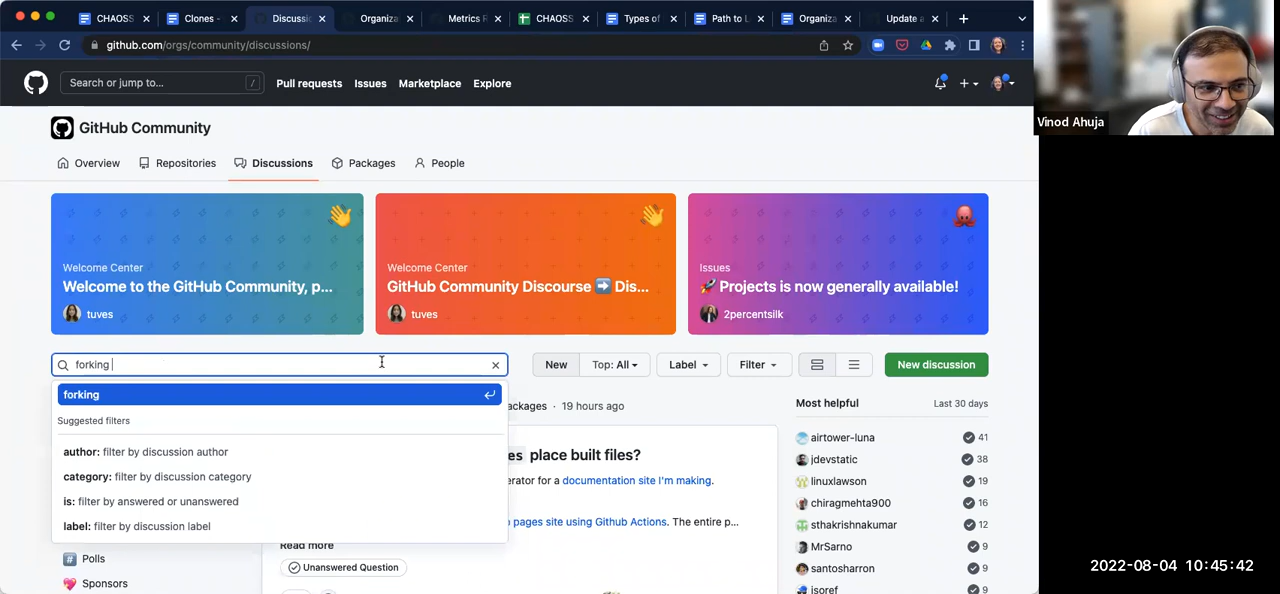 CHAOSS
Clones -
Discussi
Organiza
Metrics R
CHAOSS
Types of
Path to L
Organiza
Update a
github.com/orgs/community/discussions/
Search or jump to...
/
Pull requests
Issues
Marketplace
Explore
Vinod Ahuja
GitHub Community
Overview
Repositories
Discussions
Packages
People
Welcome Center
Welcome to the GitHub Community, p...
tuves
Welcome Center
GitHub Community Discourse ➡️ Dis...
tuves
Issues
🚀 Projects is now generally available!
2percentsilk
forking
New
Top: All
Label
Filter
New discussion
forking
Suggested filters
author: filter by discussion author
category: filter by discussion category
is: filter by answered or unanswered
label: filter by discussion label
ackages · 19 hours ago
es place built files?
erator for a documentation site I'm making.
pages site using Github Actions. The entire p...
Read more
Unanswered Question
Polls
Sponsors
Most helpful
Last 30 days
airtower-luna 41
jdevstatic 38
linuxlawson 19
chiragmehta900 16
sthakrishnakumar 12
MrSarno 9
santosharron 9
jsoref 9
2022-08-04 10:45:42